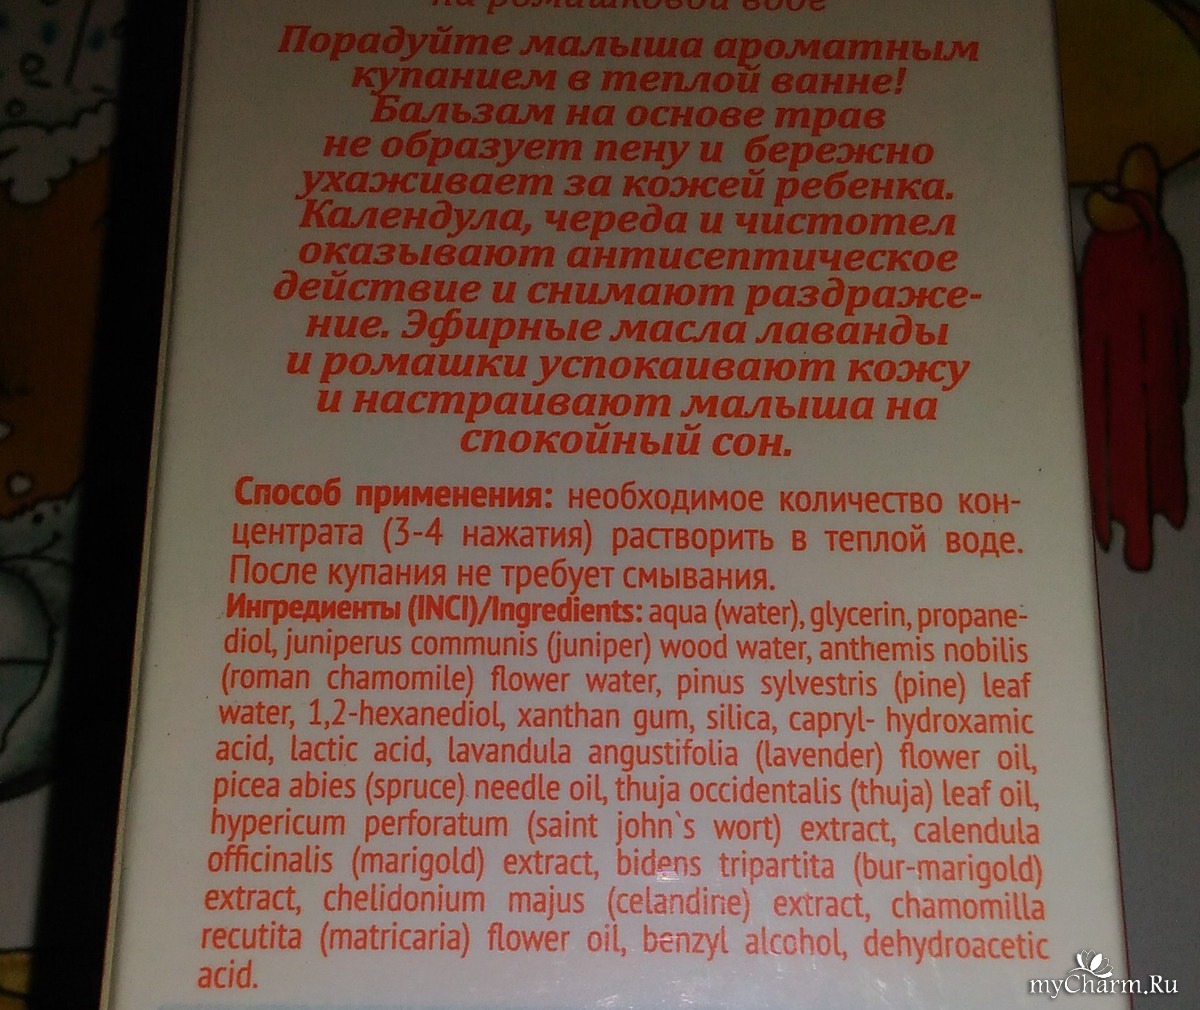 на ромашковой воде
Порадуйте малыша ароматным
купанием в теплой ванне!
Бальзам на основе трав
не образует пену и бережно
ухаживает за кожей ребенка.
Календула, череда и чистотел
оказывают антисептическое
действие и снимают раздраже-
ние. Эфирные масла лаванды
и ромашки успокаивают кожу
и настраивают малыша на
спокойный сон.
Способ применения: необходимое количество кон-
центрата (3-4 нажатия) растворить в теплой воде.
После купания не требует смывания.
Ингредиенты (INCI)/Ingredients: aqua (water), glycerin, propane-
diol, juniperus communis (juniper) wood water, anthemis nobilis
(roman chamomile) flower water, pinus sylvestris (pine) leaf
water, 1,2-hexanediol, xanthan gum, silica, capryl- hydroxamic
acid, lactic acid, lavandula angustifolia (lavender) flower oil,
picea abies (spruce) needle oil, thuja occidentalis (thuja) leaf oil,
hypericum perforatum (saint john`s wort) extract, calendula
officinalis (marigold) extract, bidens tripartita (bur-marigold)
extract, chelidonium majus (celandine) extract, chamomilla
recutita (matricaria) flower oil, benzyl alcohol, dehydroacetic
acid.
myCharm.Ru